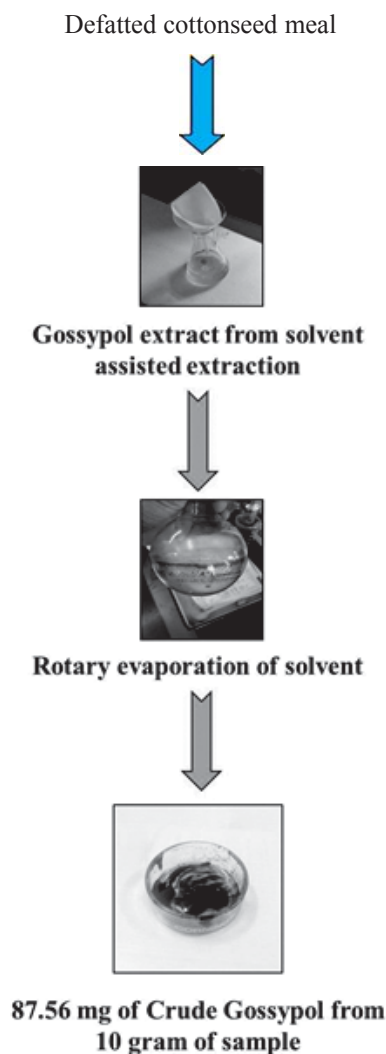 Defatted cottonseed meal
Gossypol extract from solvent
assisted extraction
Rotary evaporation of solvent
87.56 mg of Crude Gossypol from
10 gram of sample